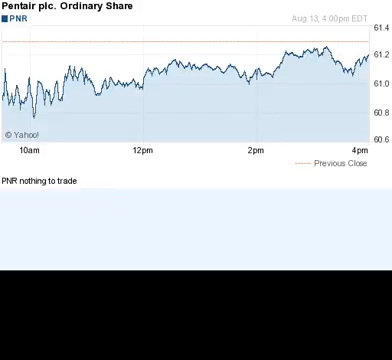 Pentair plc. Ordinary Share
PNR Aug 13, 4:00pm EDT
61.4
61.2
61.0
60.8
60.6
© Yahoo!
10am 12pm 2pm 4pm
Previous Close
PNR nothing to trade